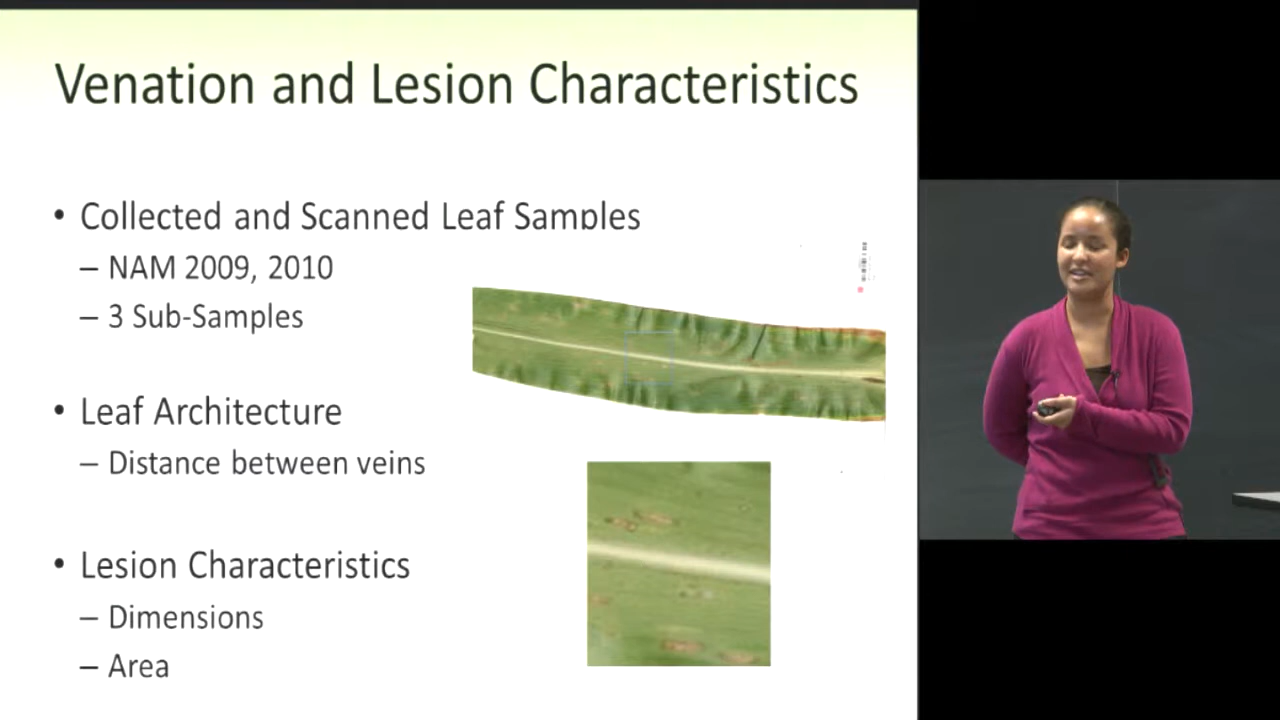 Venation and Lesion Characteristics
• Collected and Scanned Leaf Samples
– NAM 2009, 2010
– 3 Sub-Samples
• Leaf Architecture
– Distance between veins
• Lesion Characteristics
– Dimensions
– Area